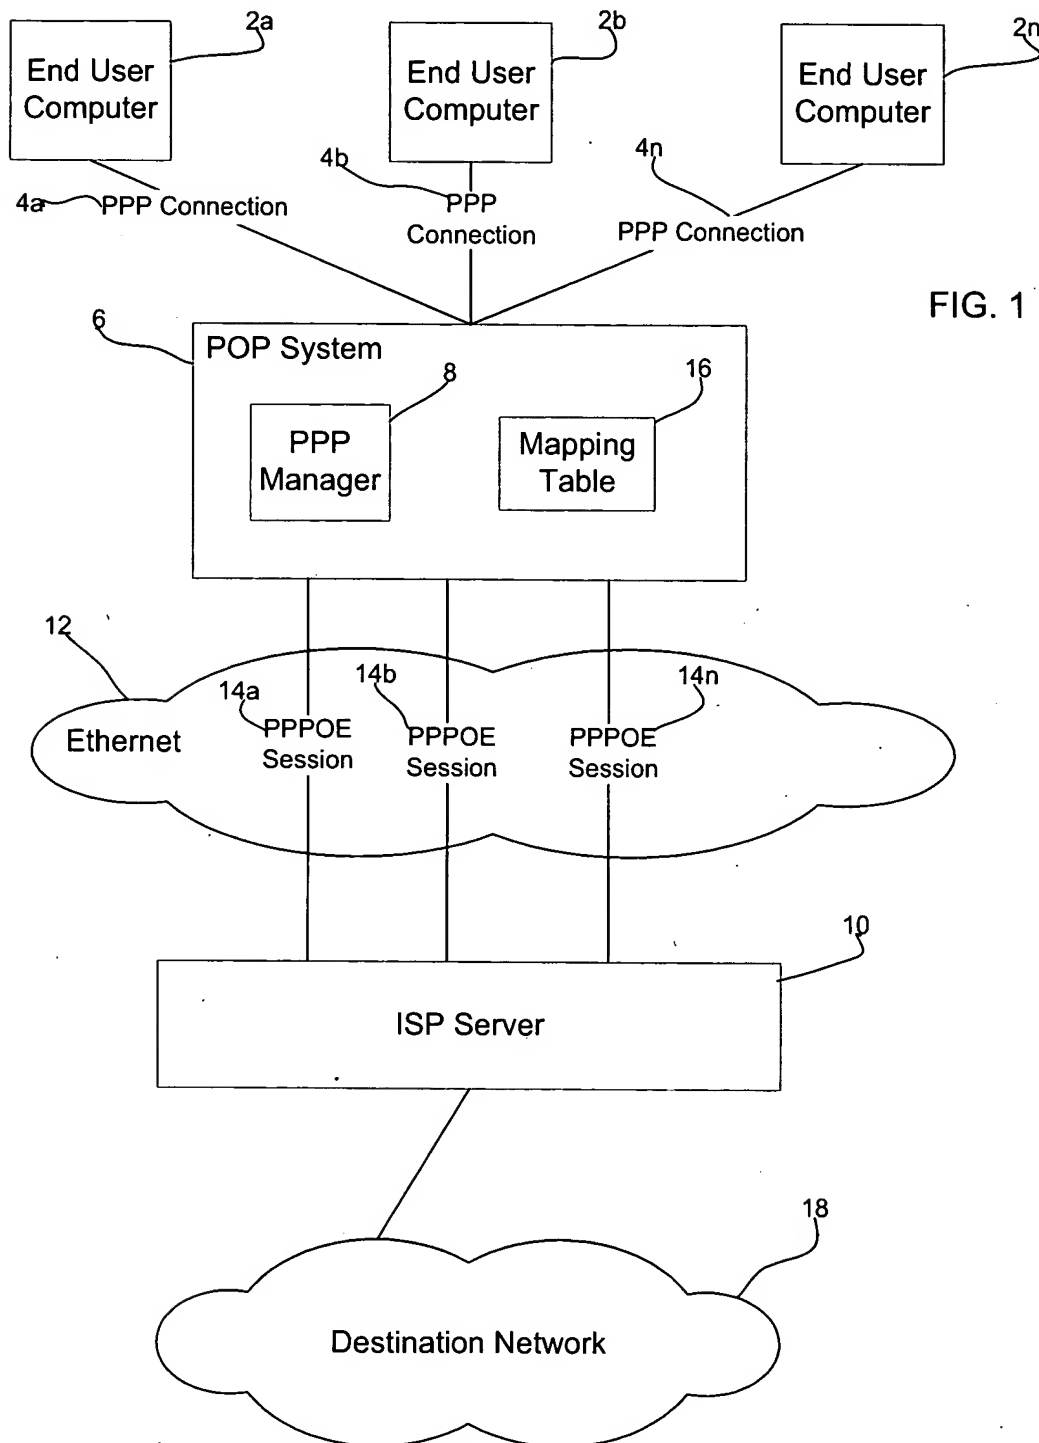 2a
2b
2n
End User
Computer
End User
Computer
End User
Computer
4a
PPP Connection
4b
PPP
Connection
4n
PPP Connection
FIG. 1
6
POP System
8
PPP
Manager
16
Mapping
Table
12
Ethernet
14a
PPPOE
Session
14b
PPPOE
Session
14n
PPPOE
Session
10
ISP Server
18
Destination Network